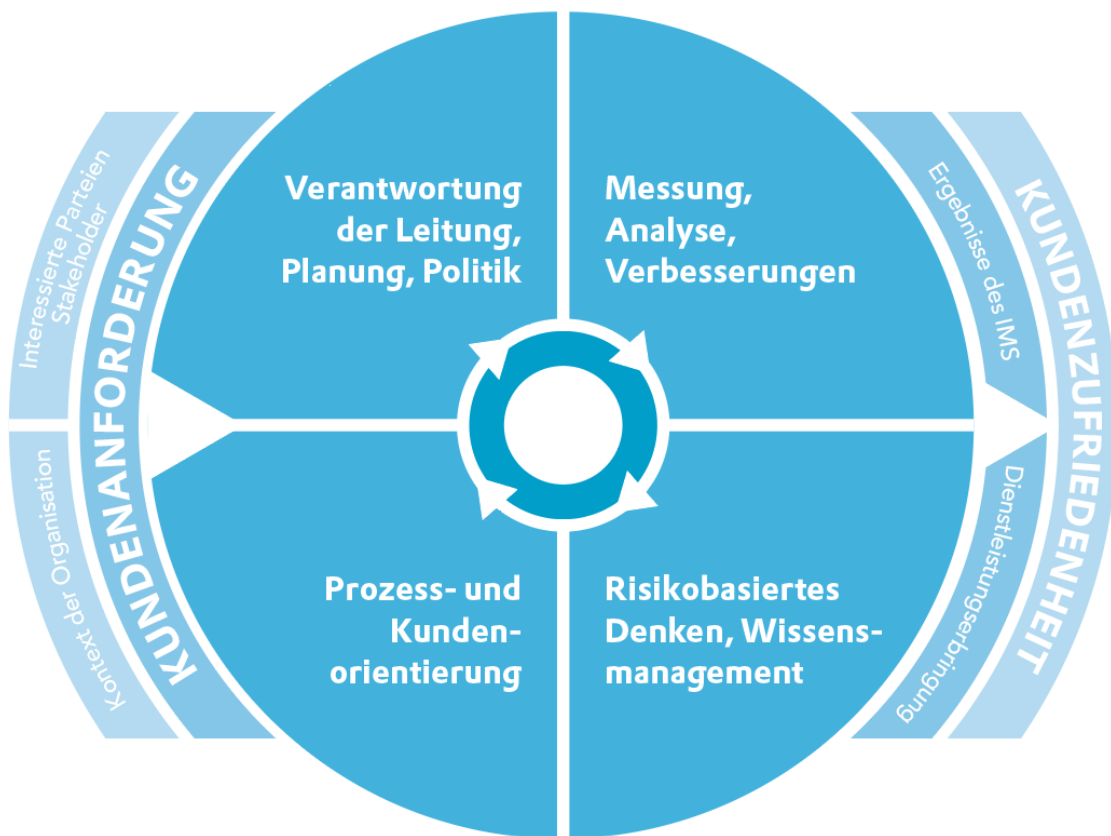 Interessierte Parteien
Stakeholder
Kontext der Organisation
KUNDENANFORDERUNG
Verantwortung
der Leitung,
Planung, Politik
Messung,
Analyse,
Verbesserungen
Prozess- und
Kunden-
orientierung
Risikobasiertes
Denken, Wissens-
management
Ergebnisse des IMS
Dienstleistungserbringung
KUNDENZUFRIEDENHEIT